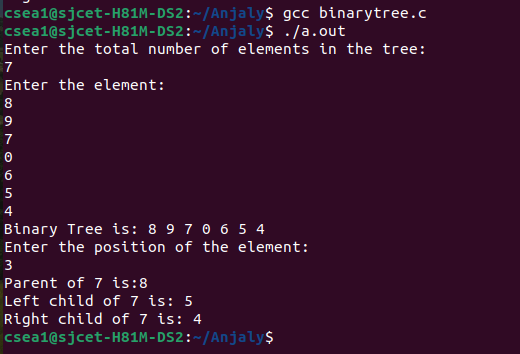 csea1@sjcet-H81M-DS2:~/Anjaly$ gcc binarytree.c
csea1@sjcet-H81M-DS2:~/Anjaly$ ./a.out
Enter the total number of elements in the tree:
7
Enter the element:
8
9
7
0
6
5
4
Binary Tree is: 8 9 7 0 6 5 4
Enter the position of the element:
3
Parent of 7 is:8
Left child of 7 is: 5
Right child of 7 is: 4
csea1@sjcet-H81M-DS2:~/Anjaly$